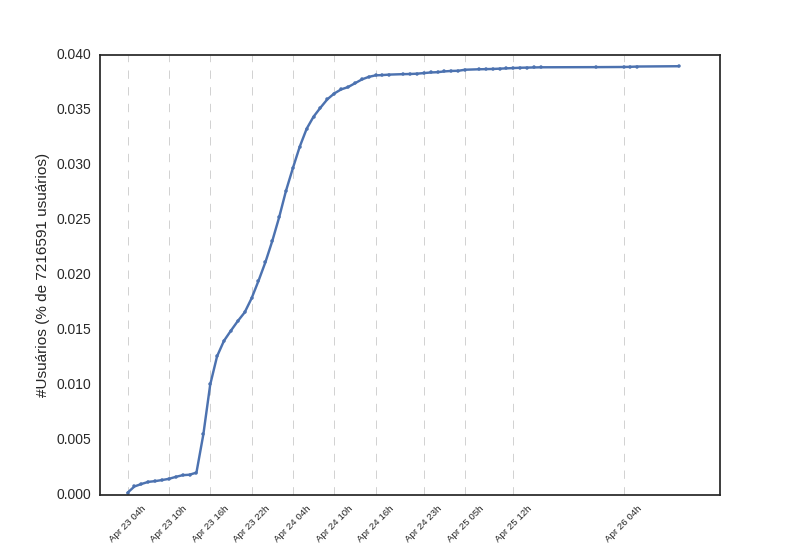 0.040
0.035
0.030
0.025
0.020
0.015
0.010
0.005
0.000
#Usuários (% de 7216591 usuários)
Apr 23 04h
Apr 23 10h
Apr 23 16h
Apr 23 22h
Apr 24 04h
Apr 24 10h
Apr 24 16h
Apr 24 23h
Apr 25 05h
Apr 25 12h
Apr 26 04h